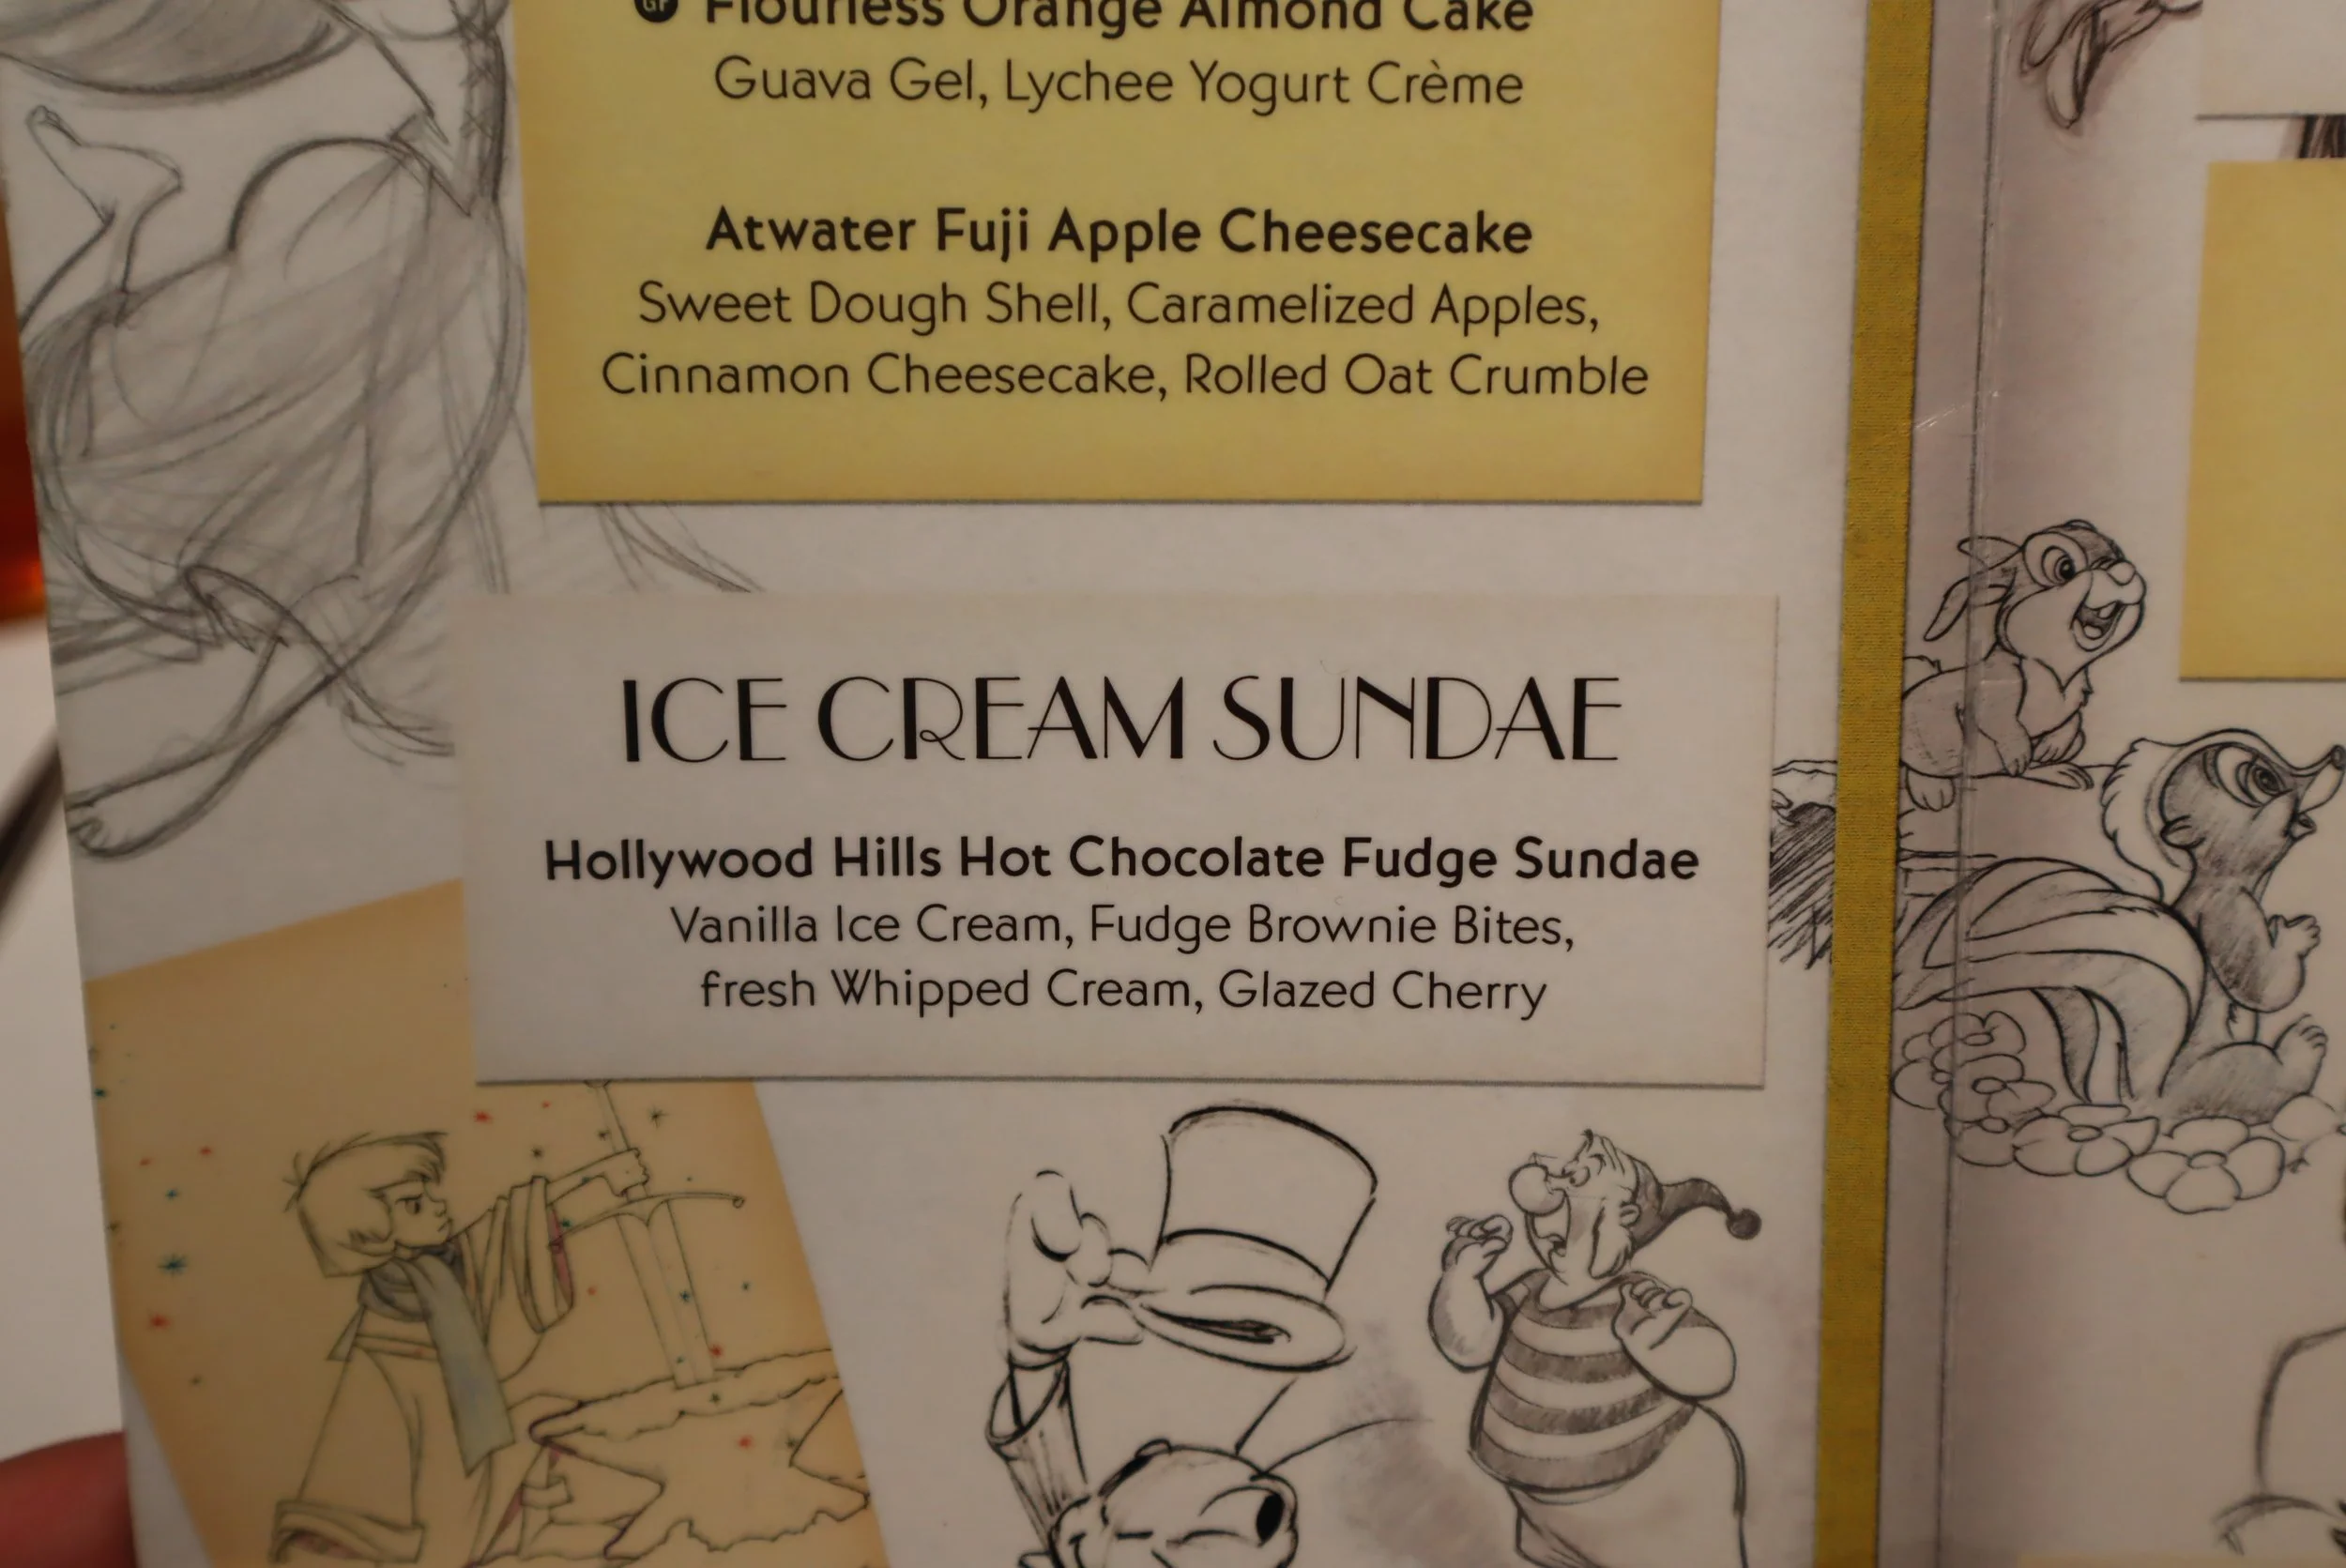 GF Flourless Orange Almond Cake
Guava Gel, Lychee Yogurt Crème
Atwater Fuji Apple Cheesecake
Sweet Dough Shell, Caramelized Apples,
Cinnamon Cheesecake, Rolled Oat Crumble
ICE CREAM SUNDAE
Hollywood Hills Hot Chocolate Fudge Sundae
Vanilla Ice Cream, Fudge Brownie Bites,
fresh Whipped Cream, Glazed Cherry